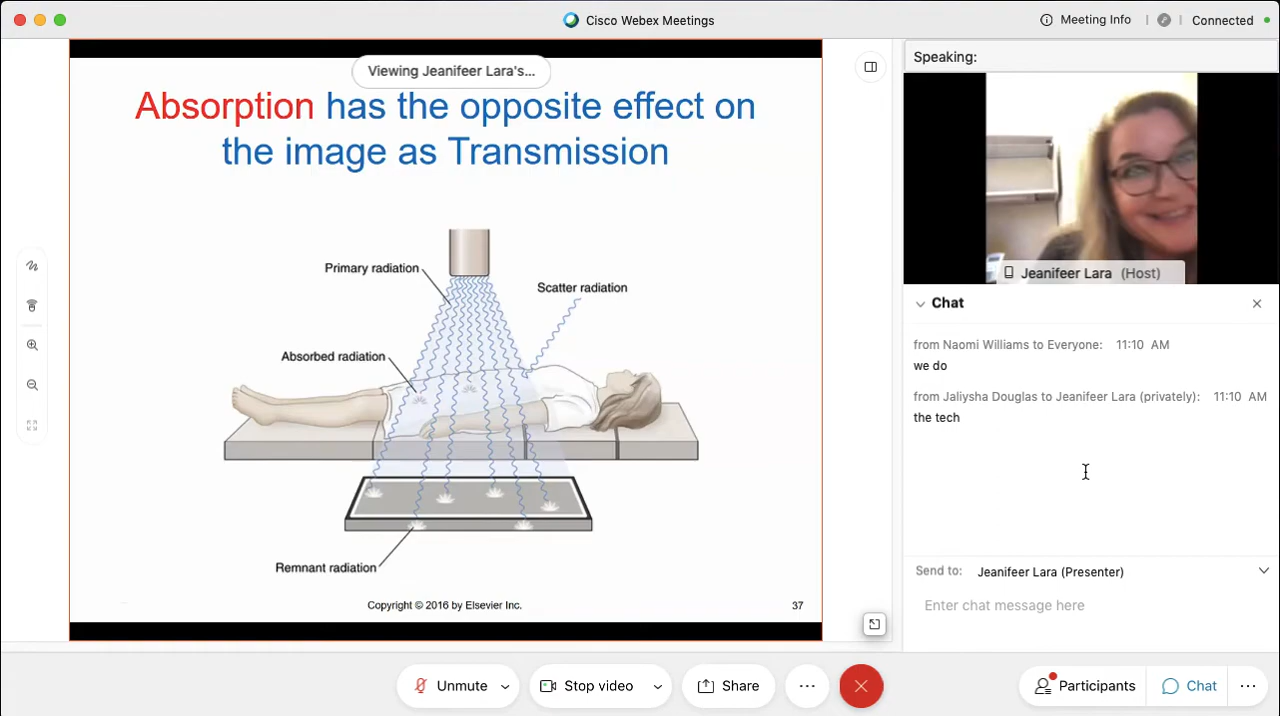 Cisco Webex Meetings
Meeting Info
Connected
Viewing Jeanifeer Lara's...
Absorption has the opposite effect on
the image as Transmission
Primary radiation
Scatter radiation
Absorbed radiation
Remnant radiation
Copyright © 2016 by Elsevier Inc.
37
Speaking:
Jeanifeer Lara (Host)
Chat
from Naomi Williams to Everyone: 11:10 AM
we do
from Jaliysha Douglas to Jeanifeer Lara (privately): 11:10 AM
the tech
Send to: Jeanifeer Lara (Presenter)
Enter chat message here
Unmute
Stop video
Share
Participants
Chat